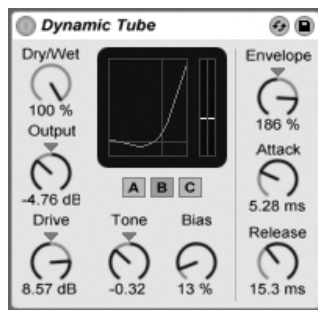 Dynamic Tube
Dry/Wet
100 %
Output
-4.76 dB
A B C
Drive
8.57 dB
Tone
-0.32
Bias
13 %
Envelope
186 %
Attack
5.28 ms
Release
15.3 ms